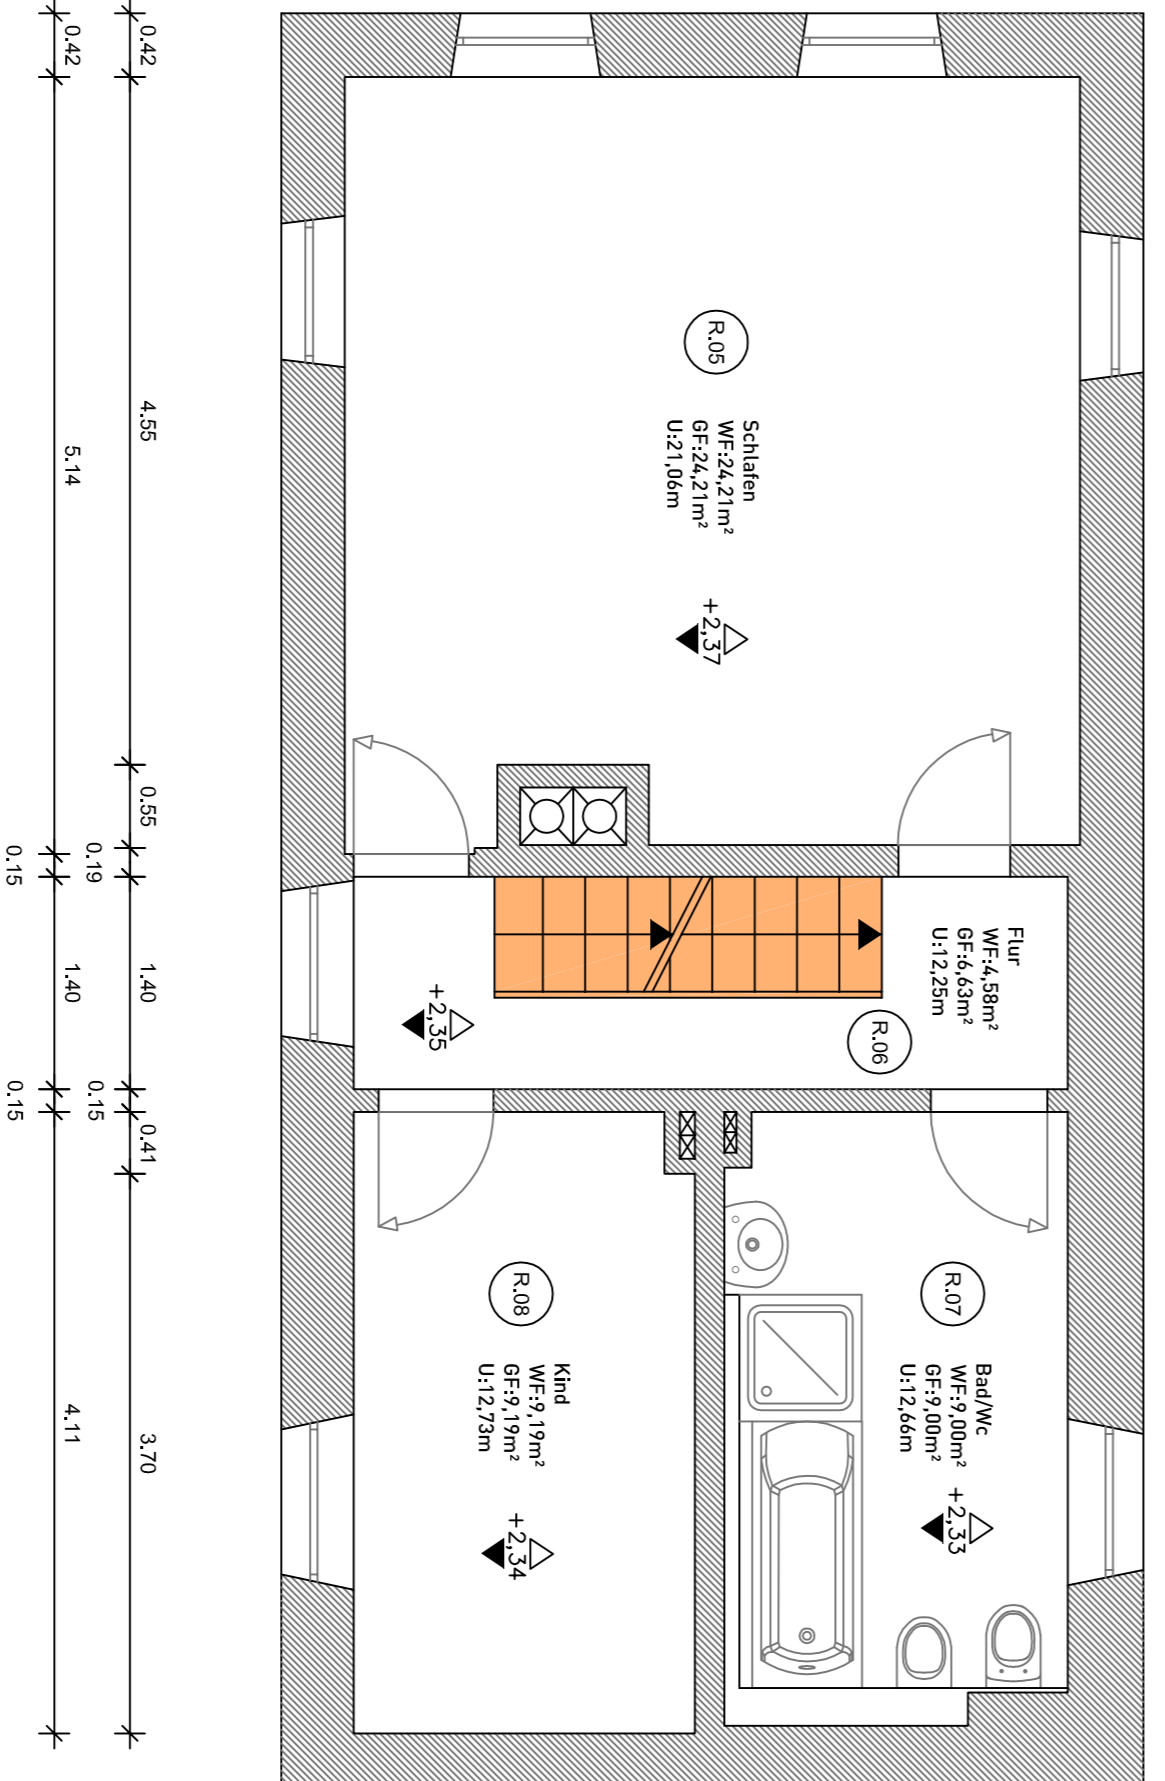 R.05
Schlafen
WF:24,21m²
GF:24,21m²
U:21,06m
+2,37
Flur
WF:4,58m²
GF:6,63m²
U:12,25m
R.06
+2,35
R.07
Bad/Wc
WF:9,00m²
GF:9,00m²
U:12,66m
+2,33
R.08
Kind
WF:9,19m²
GF:9,19m²
U:12,73m
+2,34
0.42
4.55
0.55
0.19
1.40
0.15
0.41
3.70
0.42
5.14
0.15
1.40
0.15
4.11